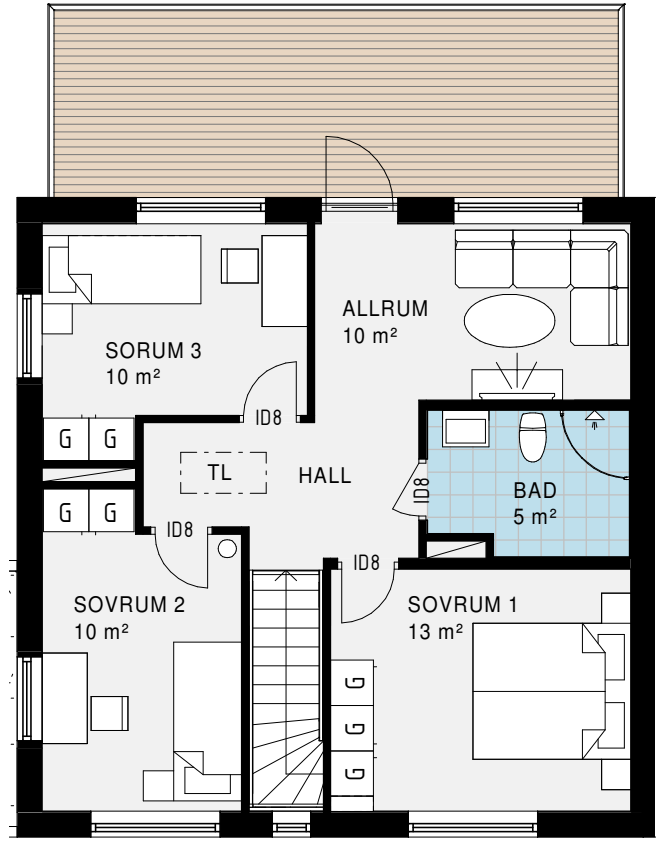 ALLRUM
10 m²
SORUM 3
10 m²
ID8
G G
TL
HALL
ID8
BAD
5 m²
G G
ID8
ID8
SOVRUM 2
10 m²
SOVRUM 1
13 m²
G
G
G